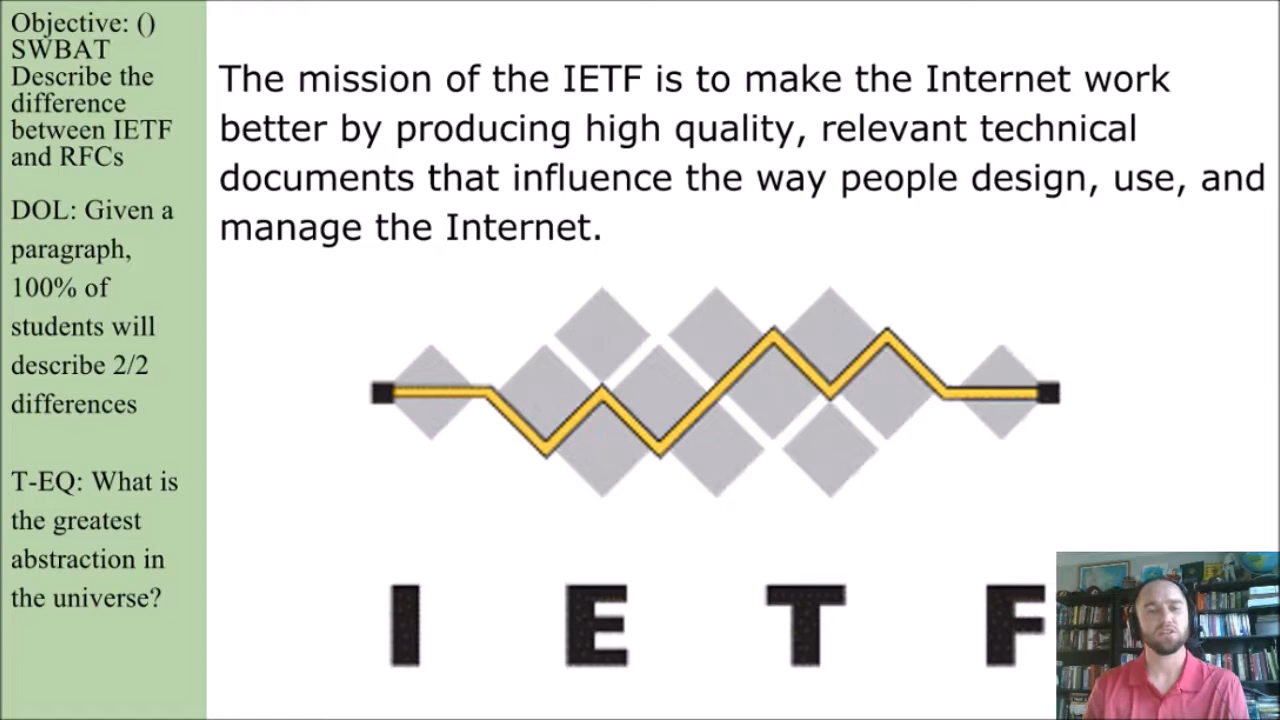 Objective: ()
SWBAT
Describe the
difference
between IETF
and RFCs
DOL: Given a
paragraph,
100% of
students will
describe 2/2
differences
T-EQ: What is
the greatest
abstraction in
the universe?
The mission of the IETF is to make the Internet work
better by producing high quality, relevant technical
documents that influence the way people design, use, and
manage the Internet.
I E T F